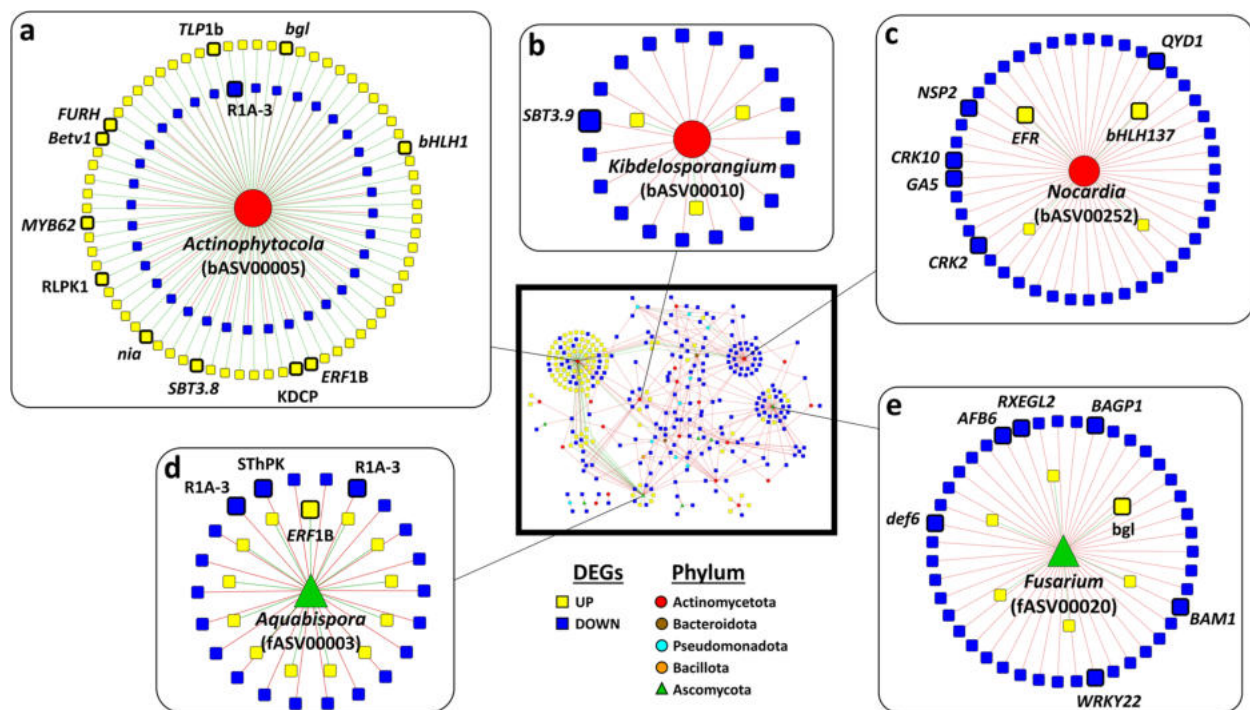 a
TLP1b
bgl
R1A-3
FURH
Betv1
bHLH1
MYB62
Actinophytocola
(bASV00005)
RLPK1
nia
SBT3.8
KDCP
ERF1B
b
SBT3.9
Kibdelosporangium
(bASV00010)
c
QYD1
NSP2
EFR
bHLH137
CRK10
GA5
Nocardia
(bASV00252)
CRK2
d
SThPK
R1A-3
R1A-3
ERF1B
Aquabispora
(fASV00003)
DEGs
UP
DOWN
Phylum
Actinomycetota
Bacteroidota
Pseudomonadota
Bacillota
Ascomycota
e
RXEGL2
AFB6
BAGP1
def6
bgl
Fusarium
(fASV00020)
BAM1
WRKY22